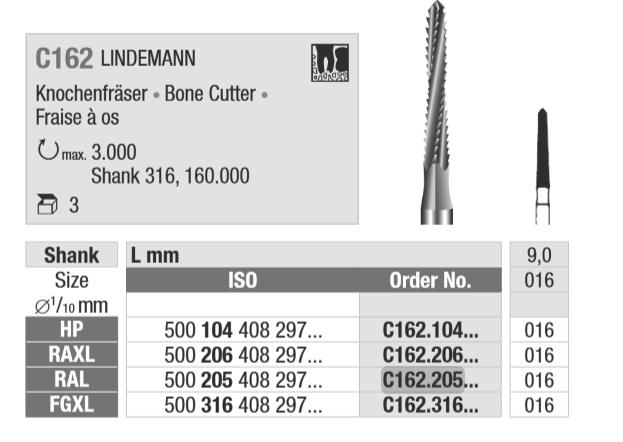 C162 LINDEMANN
Knochenfräser • Bone Cutter •
Fraise à os
max. 3.000
Shank 316, 160.000
3
Shank L mm 9,0
Size ISO Order No. 016
⌀1/10 mm
HP 500 104 408 297... C162.104... 016
RAXL 500 206 408 297... C162.206... 016
RAL 500 205 408 297... C162.205... 016
FGXL 500 316 408 297... C162.316... 016